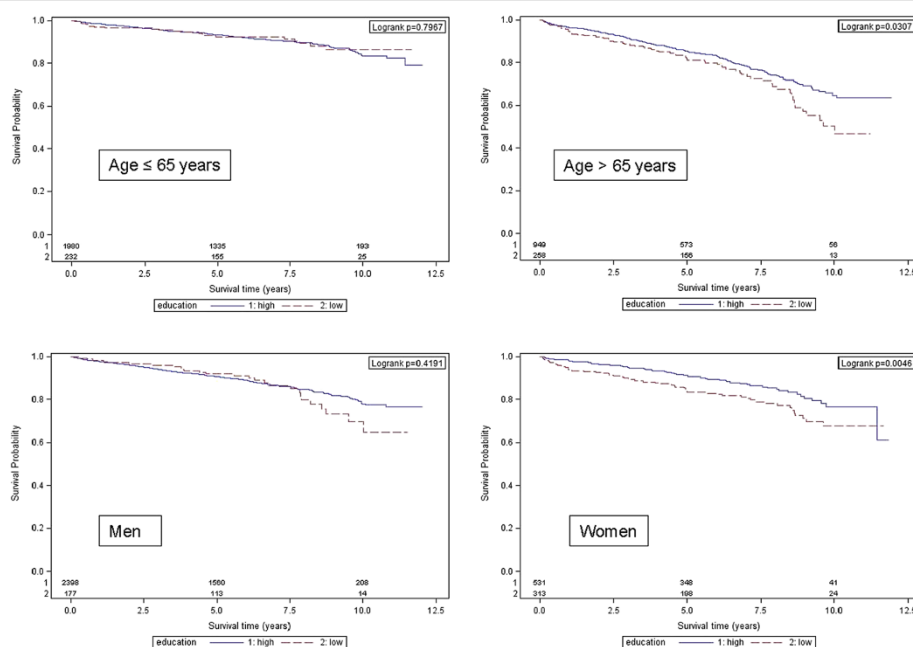 1.0
Logrank p=0.7967
0.8
0.6
0.4
0.2
0.0
Survival Probability
Age ≤ 65 years
1 1980 1335 193
2 232 155 25
0.0 2.5 5.0 7.5 10.0 12.5
Survival time (years)
education 1: high 2: low
1.0
Logrank p=0.0307
0.8
0.6
0.4
0.2
0.0
Survival Probability
Age > 65 years
1 949 573 56
2 258 156 13
0.0 2.5 5.0 7.5 10.0 12.5
Survival time (years)
education 1: high 2: low
1.0
Logrank p=0.4191
0.8
0.6
0.4
0.2
0.0
Survival Probability
Men
1 2398 1560 208
2 177 113 14
0.0 2.5 5.0 7.5 10.0 12.5
Survival time (years)
education 1: high 2: low
1.0
Logrank p=0.0046
0.8
0.6
0.4
0.2
0.0
Survival Probability
Women
1 531 348 41
2 313 198 24
0.0 2.5 5.0 7.5 10.0 12.5
Survival time (years)
education 1: high 2: low